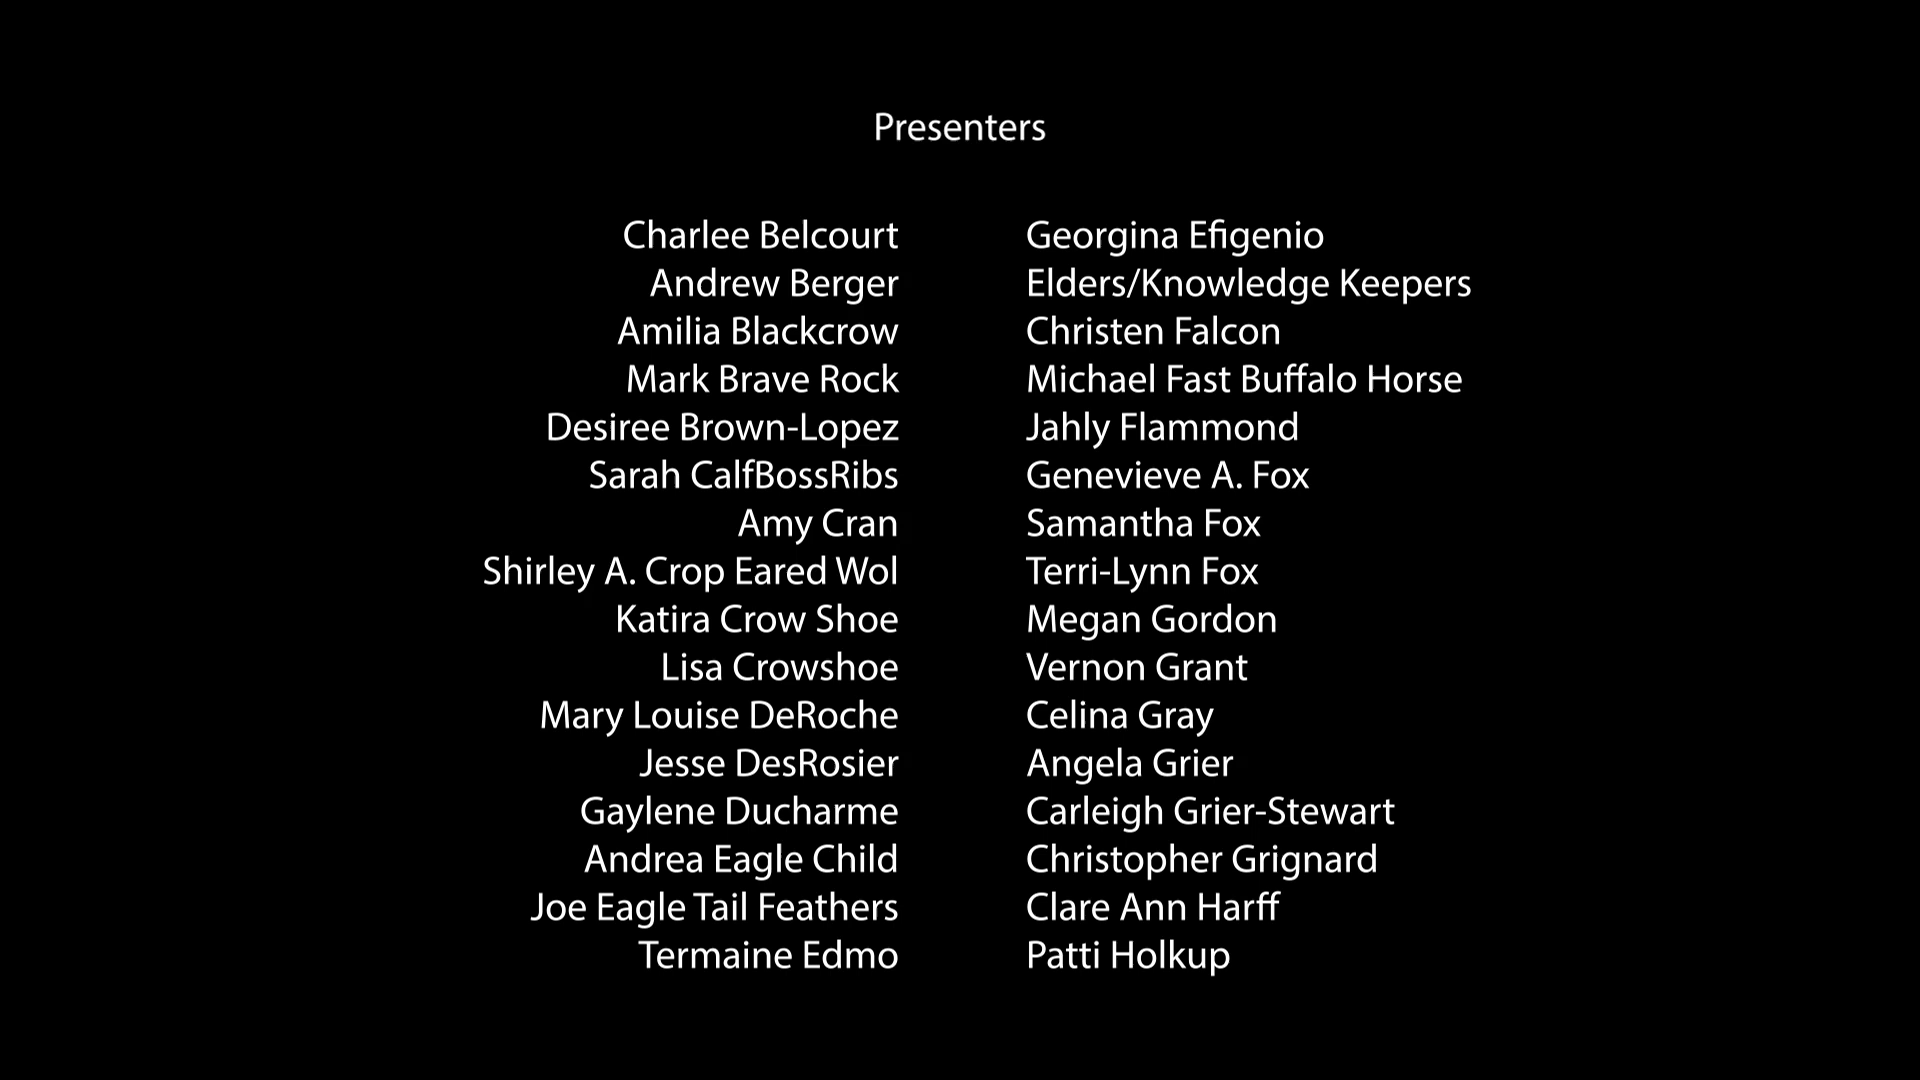 Presenters
Charlee Belcourt
Andrew Berger
Amilia Blackcrow
Mark Brave Rock
Desiree Brown-Lopez
Sarah CalfBossRibs
Amy Cran
Shirley A. Crop Eared Wol
Katira Crow Shoe
Lisa Crowshoe
Mary Louise DeRoche
Jesse DesRosier
Gaylene Ducharme
Andrea Eagle Child
Joe Eagle Tail Feathers
Termaine Edmo
Georgina Efigenio
Elders/Knowledge Keepers
Christen Falcon
Michael Fast Buffalo Horse
Jahly Flammond
Genevieve A. Fox
Samantha Fox
Terri-Lynn Fox
Megan Gordon
Vernon Grant
Celina Gray
Angela Grier
Carleigh Grier-Stewart
Christopher Grignard
Clare Ann Harff
Patti Holkup